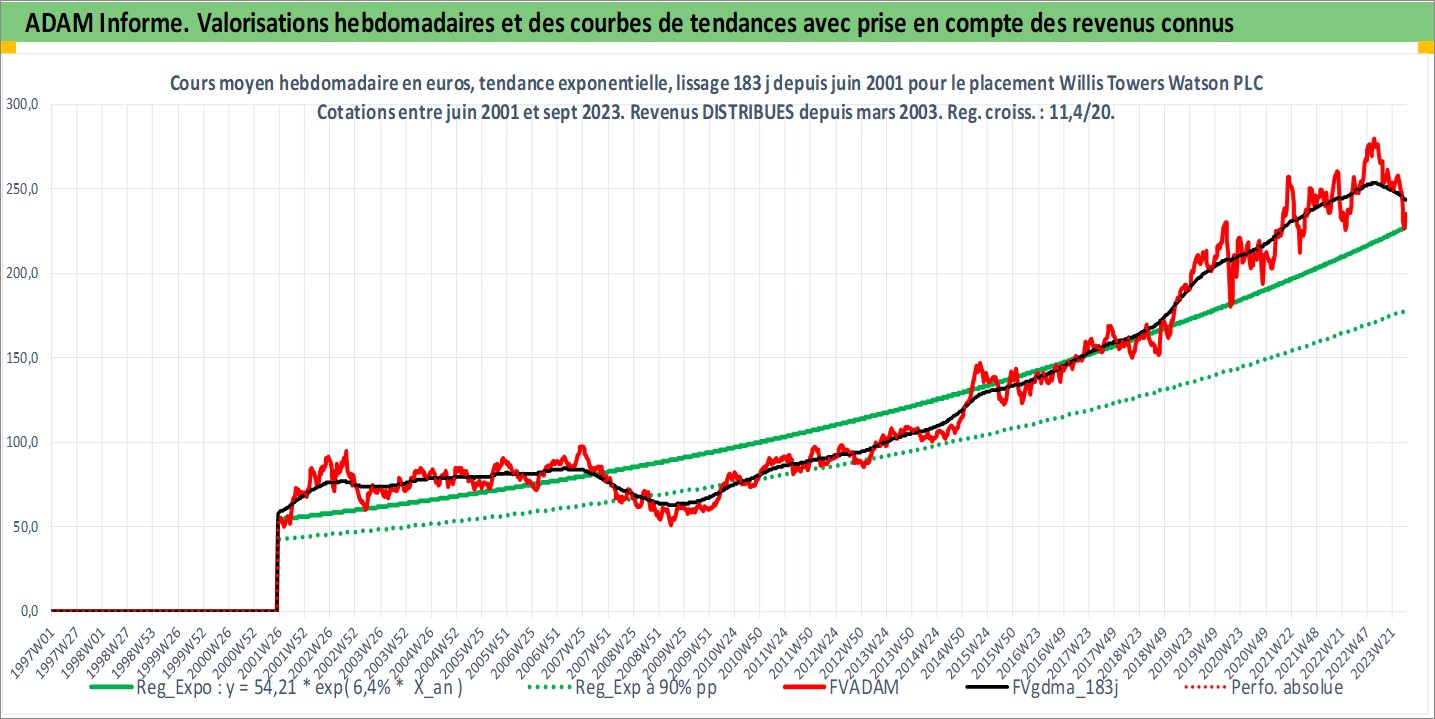 ADAM Informe. Valorisations hebdomadaires et des courbes de tendances avec prise en compte des revenus connus
Cours moyen hebdomadaire en euros, tendance exponentielle, lissage 183 j depuis juin 2001 pour le placement Willis Towers Watson PLC
Cotations entre juin 2001 et sept 2023. Revenus DISTRIBUES depuis mars 2003. Reg. croiss. : 11,4/20.
300,0
250,0
200,0
150,0
100,0
50,0
0,0
1997W01 1997W27 1998W01 1998W27 1998W53 1999W26 1999W52 2000W26 2000W52 2001W26 2001W52 2002W26 2002W52 2003W26 2003W52 2004W26 2004W52 2005W25 2005W51 2006W25 2006W51 2007W25 2007W51 2008W25 2008W51 2009W25 2009W51 2010W24 2010W50 2011W24 2011W50 2012W24 2012W50 2013W24 2013W50 2014W24 2014W50 2015W24 2015W50 2016W23 2016W49 2017W23 2017W49 2018W23 2018W49 2019W23 2019W49 2020W23 2020W49 2021W22 2021W48 2022W21 2022W47 2023W21
Reg_Expo : y = 54,21 * exp( 6,4% * X_an ) Reg_Exp à 90% pp FVADAM FVgdma_183j Perfo. absolue